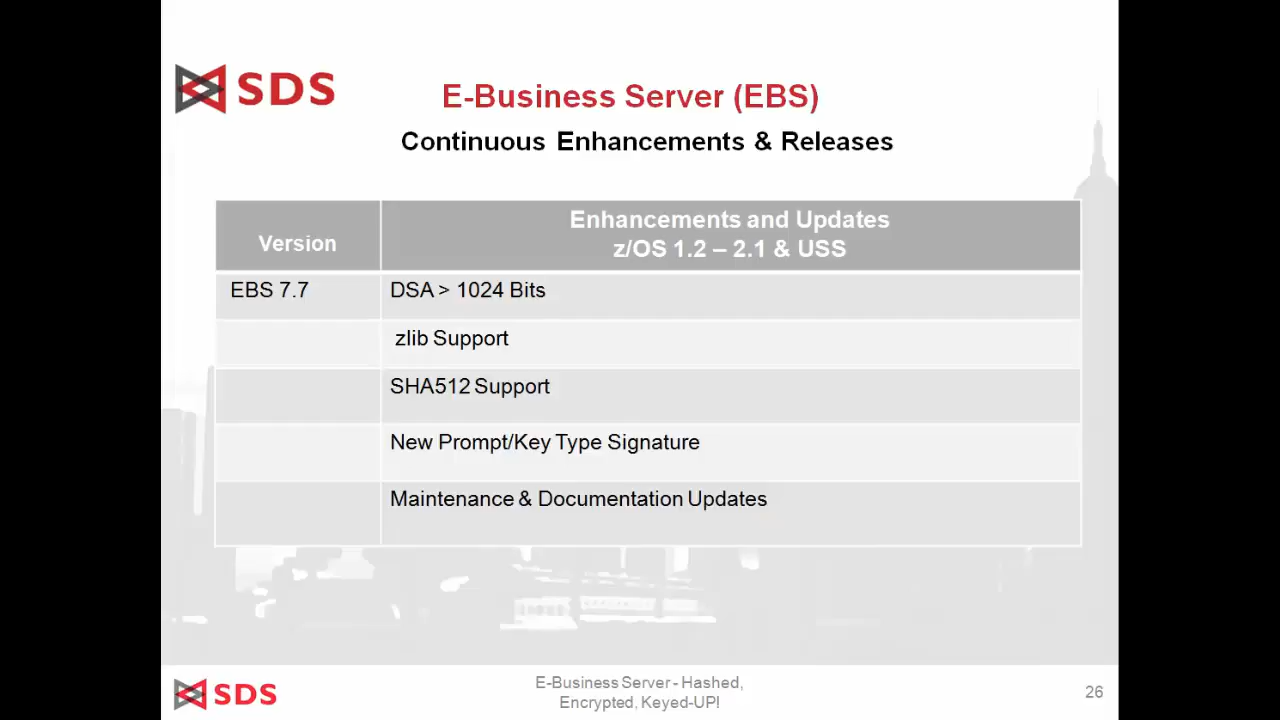 SDS
E-Business Server (EBS)
Continuous Enhancements & Releases
Version
Enhancements and Updates
z/OS 1.2 – 2.1 & USS
EBS 7.7
DSA > 1024 Bits
zlib Support
SHA512 Support
New Prompt/Key Type Signature
Maintenance & Documentation Updates
SDS
E-Business Server - Hashed,
Encrypted, Keyed-UP!
26